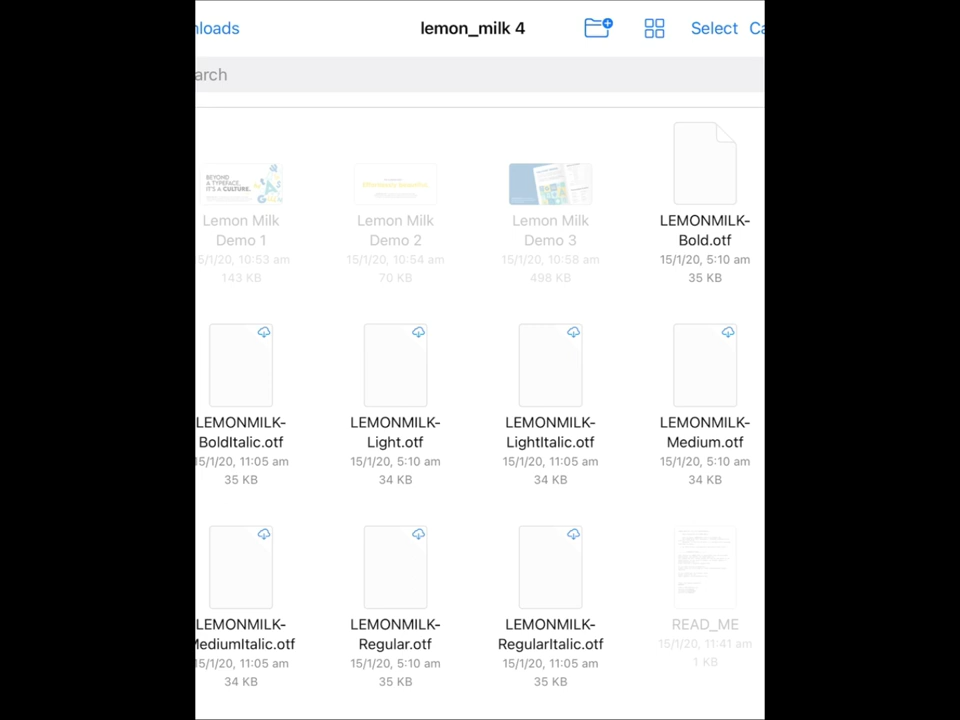 nloads
lemon_milk 4
Select
Ca
arch
BEYOND
A TYPEFACE,
IT'S A CULTURE.
Lemon Milk
Demo 1
5/1/20, 10:53 am
143 KB
Lemon Milk
Demo 2
15/1/20, 10:54 am
70 KB
Lemon Milk
Demo 3
15/1/20, 10:58 am
498 KB
LEMONMILK-
Bold.otf
15/1/20, 5:10 am
35 KB
LEMONMILK-
BoldItalic.otf
15/1/20, 11:05 am
35 KB
LEMONMILK-
Light.otf
15/1/20, 5:10 am
34 KB
LEMONMILK-
LightItalic.otf
15/1/20, 11:05 am
34 KB
LEMONMILK-
Medium.otf
15/1/20, 5:10 am
34 KB
LEMONMILK-
MediumItalic.otf
15/1/20, 11:05 am
34 KB
LEMONMILK-
Regular.otf
15/1/20, 5:10 am
35 KB
LEMONMILK-
RegularItalic.otf
15/1/20, 11:05 am
35 KB
READ_ME
15/1/20, 11:41 am
1 KB